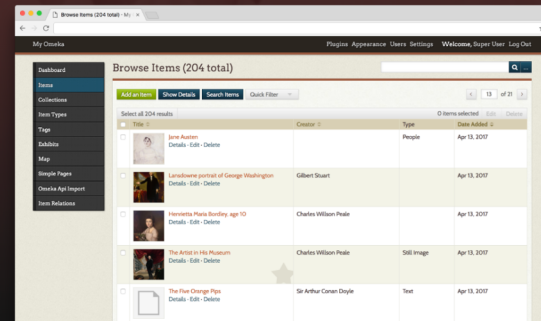 Browse Items (204 total) · My
My Omeka
Plugins Appearance Users Settings Welcome, Super User Log Out
Dashboard
Items
Collections
Item Types
Tags
Exhibits
Map
Simple Pages
Omeka Api Import
Item Relations
Browse Items (204 total)
Add an Item Show Details Search Items Quick Filter
13 of 21
Select all 204 results
0 items selected Edit Delete
Title Creator Type Date Added
Jane Austen People Apr 13, 2017
Details · Edit · Delete
Lansdowne portrait of George Washington Gilbert Stuart Apr 13, 2017
Details · Edit · Delete
Henrietta Maria Bordley, age 10 Charles Willson Peale Apr 13, 2017
Details · Edit · Delete
The Artist in His Museum Charles Willson Peale Still Image Apr 13, 2017
Details · Edit · Delete
The Five Orange Pips Sir Arthur Conan Doyle Text Apr 13, 2017
Details · Edit · Delete